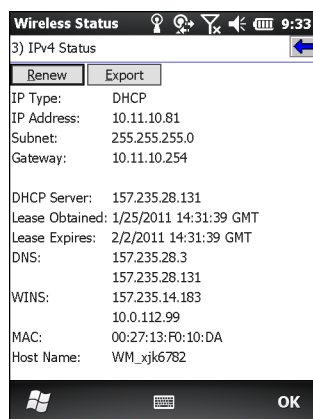 Wireless Status 9:33
3) IPv4 Status
Renew Export
IP Type: DHCP
IP Address: 10.11.10.81
Subnet: 255.255.255.0
Gateway: 10.11.10.254
DHCP Server: 157.235.28.131
Lease Obtained: 1/25/2011 14:31:39 GMT
Lease Expires: 2/2/2011 14:31:39 GMT
DNS: 157.235.28.3
157.235.28.131
WINS: 157.235.14.183
10.0.112.99
MAC: 00:27:13:F0:10:DA
Host Name: WM_xjk6782
OK